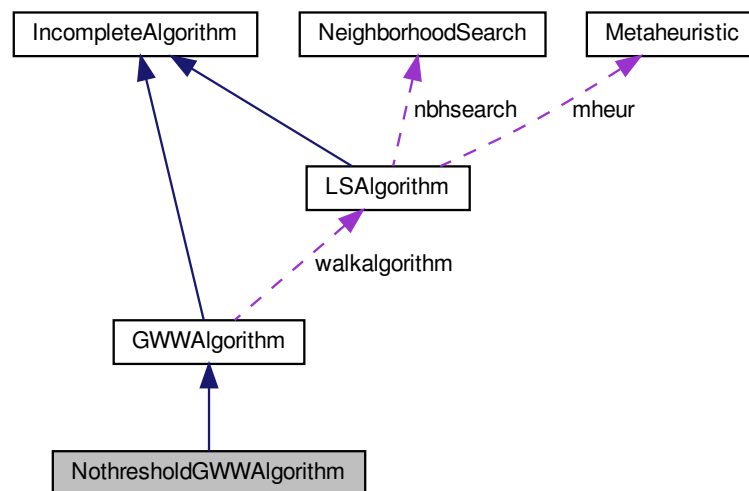 IncompleteAlgorithm
NeighborhoodSearch
Metaheuristic
nbhsearch
mheur
LSAlgorithm
walkalgorithm
GWWAlgorithm
NothresholdGWWAlgorithm